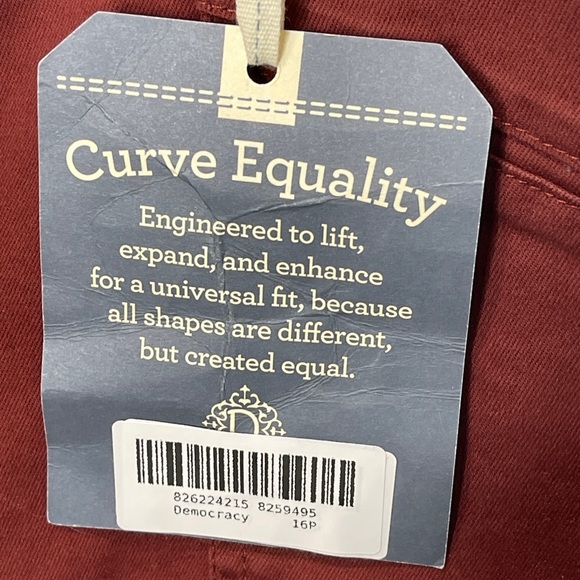 Curve Equality
Engineered to lift,
expand, and enhance
for a universal fit, because
all shapes are different,
but created equal.
D
826224215 8259495
Democracy 16P